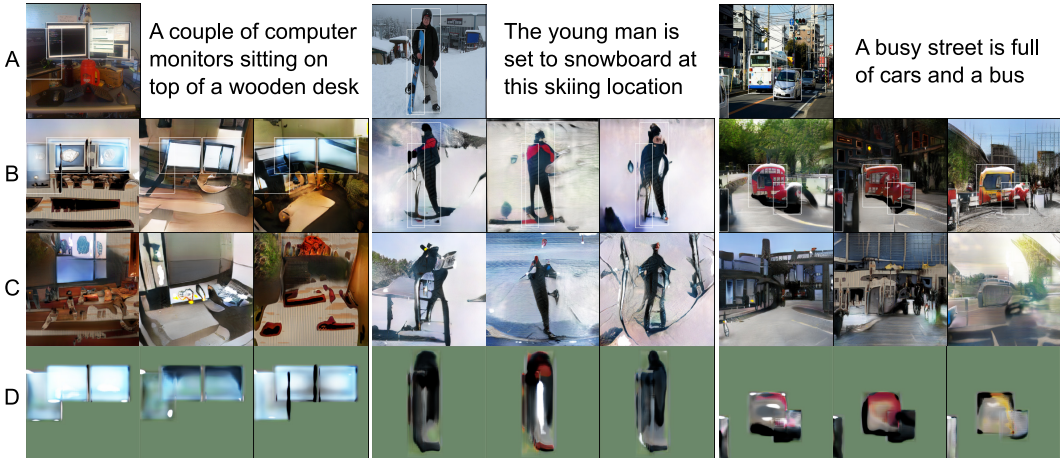 A
A couple of computer
monitors sitting on
top of a wooden desk
The young man is
set to snowboard at
this skiing location
A busy street is full
of cars and a bus
B
C
D